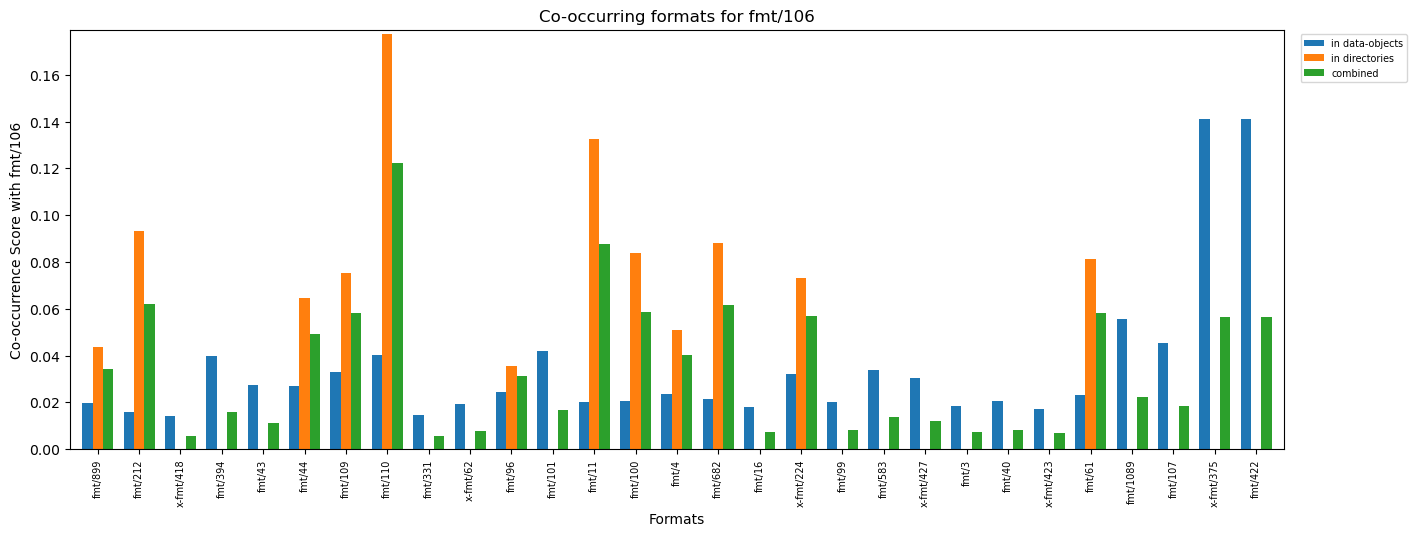 Co-occurring formats for fmt/106
in data-objects
in directories
combined
Co-occurrence Score with fmt/106
0.16
0.14
0.12
0.10
0.08
0.06
0.04
0.02
0.00
fmt/899
fmt/212
x-fmt/418
fmt/394
fmt/43
fmt/44
fmt/109
fmt/110
fmt/331
x-fmt/62
fmt/96
fmt/101
fmt/11
fmt/100
fmt/4
fmt/682
fmt/16
x-fmt/224
fmt/99
fmt/583
x-fmt/427
fmt/3
fmt/40
x-fmt/423
fmt/61
fmt/1089
fmt/107
x-fmt/375
fmt/422
Formats